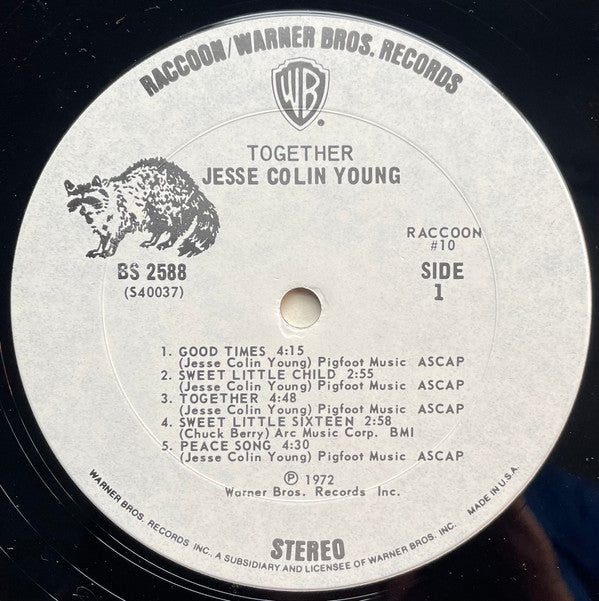 RACCOON/WARNER BROS. RECORDS
WB
®
TOGETHER
JESSE COLIN YOUNG
RACCOON
#10
BS 2588
(S40037)
SIDE
1
1. GOOD TIMES 4:15
(Jesse Colin Young) Pigfoot Music ASCAP
2. SWEET LITTLE CHILD 2:55
(Jesse Colin Young) Pigfoot Music ASCAP
3. TOGETHER 4:48
(Jesse Colin Young) Pigfoot Music ASCAP
4. SWEET LITTLE SIXTEEN 2:58
(Chuck Berry) Arc Music Corp. BMI
5. PEACE SONG 4:30
(Jesse Colin Young) Pigfoot Music ASCAP
℗ 1972
Warner Bros. Records Inc.
STEREO
WARNER BROS. RECORDS INC., A SUBSIDIARY AND LICENSEE OF WARNER BROS. INC. MADE IN U.S.A.